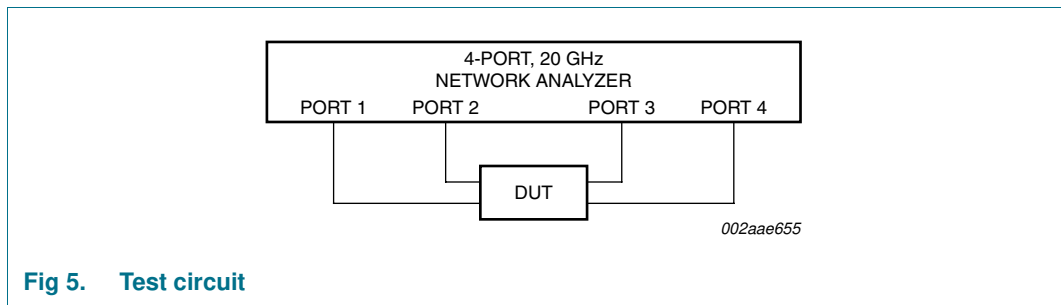 4-PORT, 20 GHz
NETWORK ANALYZER
PORT 1 PORT 2 PORT 3 PORT 4
DUT
002aae655
Fig 5. Test circuit